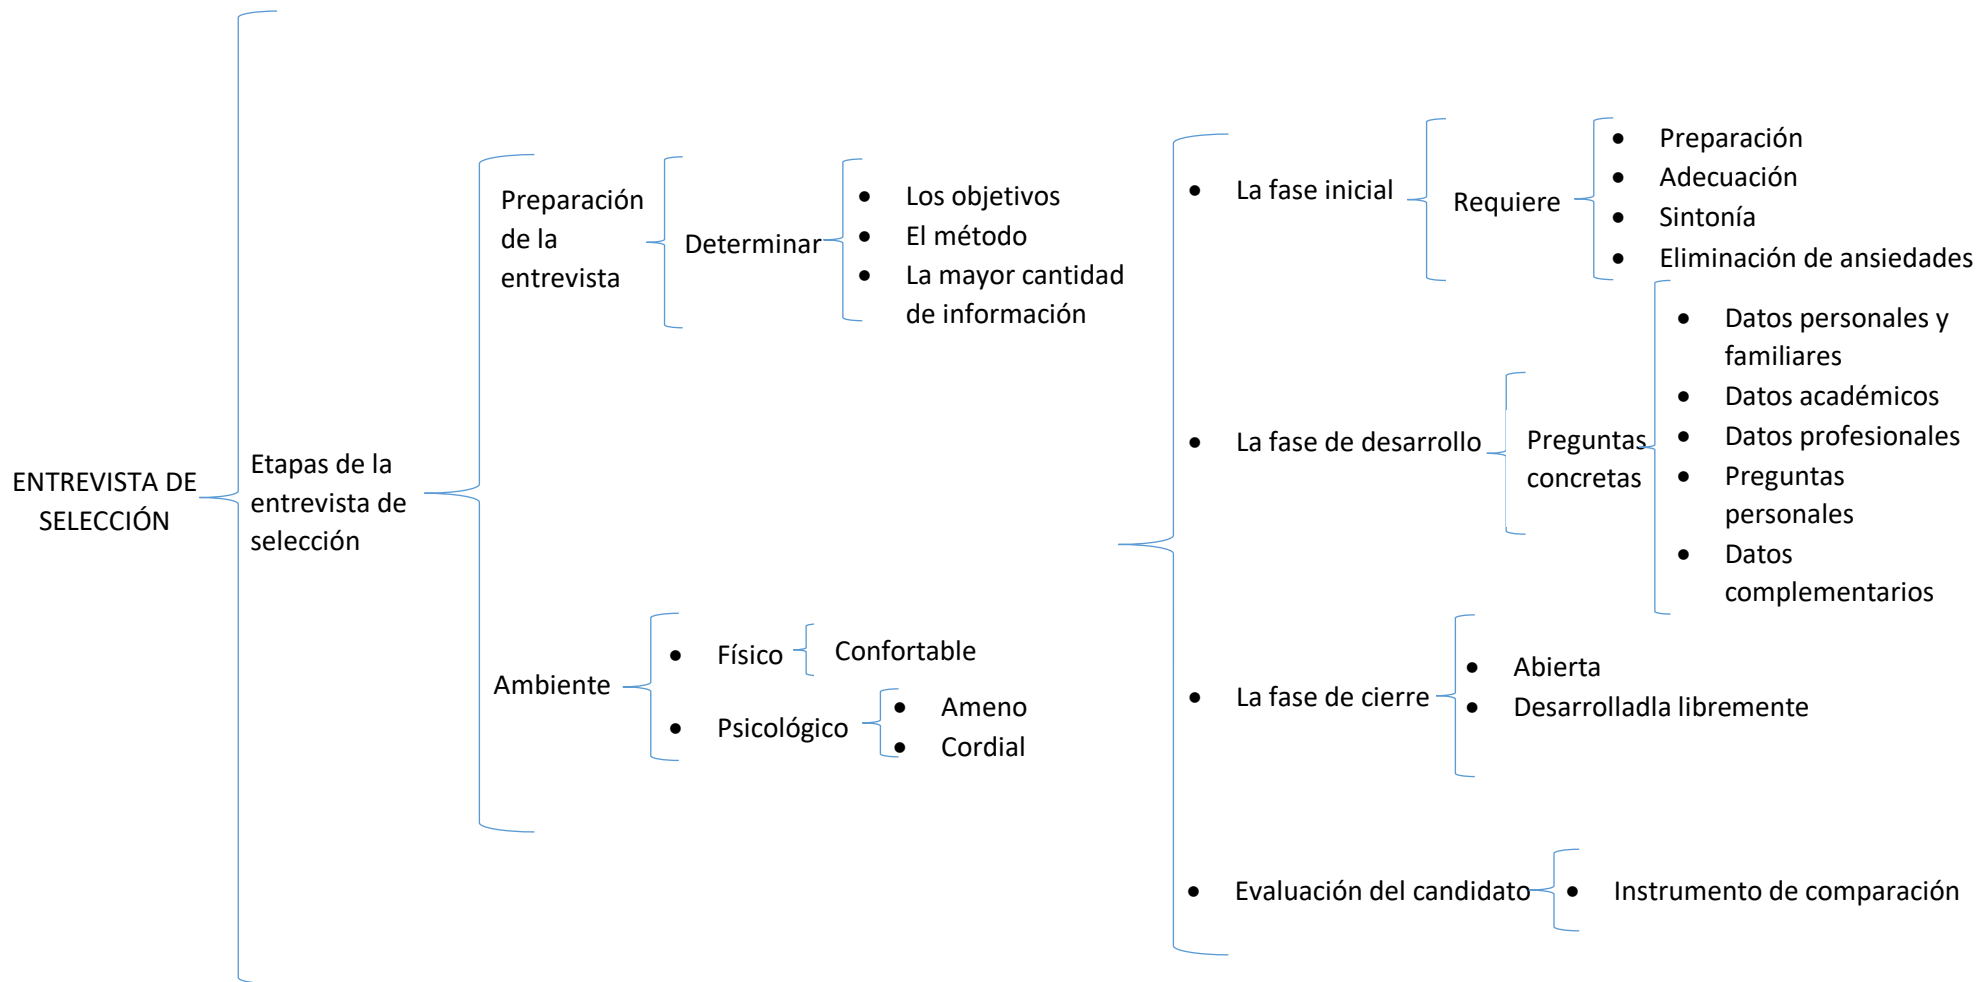 ENTREVISTA DE
SELECCIÓN
Etapas de la
entrevista de
selección
Preparación
de la
entrevista
Determinar
• Los objetivos
• El método
• La mayor cantidad
de información
Ambiente
• Físico
Confortable
• Psicológico
• Ameno
• Cordial
• La fase inicial
Requiere
• Preparación
• Adecuación
• Sintonía
• Eliminación de ansiedades
• La fase de desarrollo
Preguntas
concretas
• Datos personales y
familiares
• Datos académicos
• Datos profesionales
• Preguntas
personales
• Datos
complementarios
• La fase de cierre
• Abierta
• Desarrolladla libremente
• Evaluación del candidato
• Instrumento de comparación